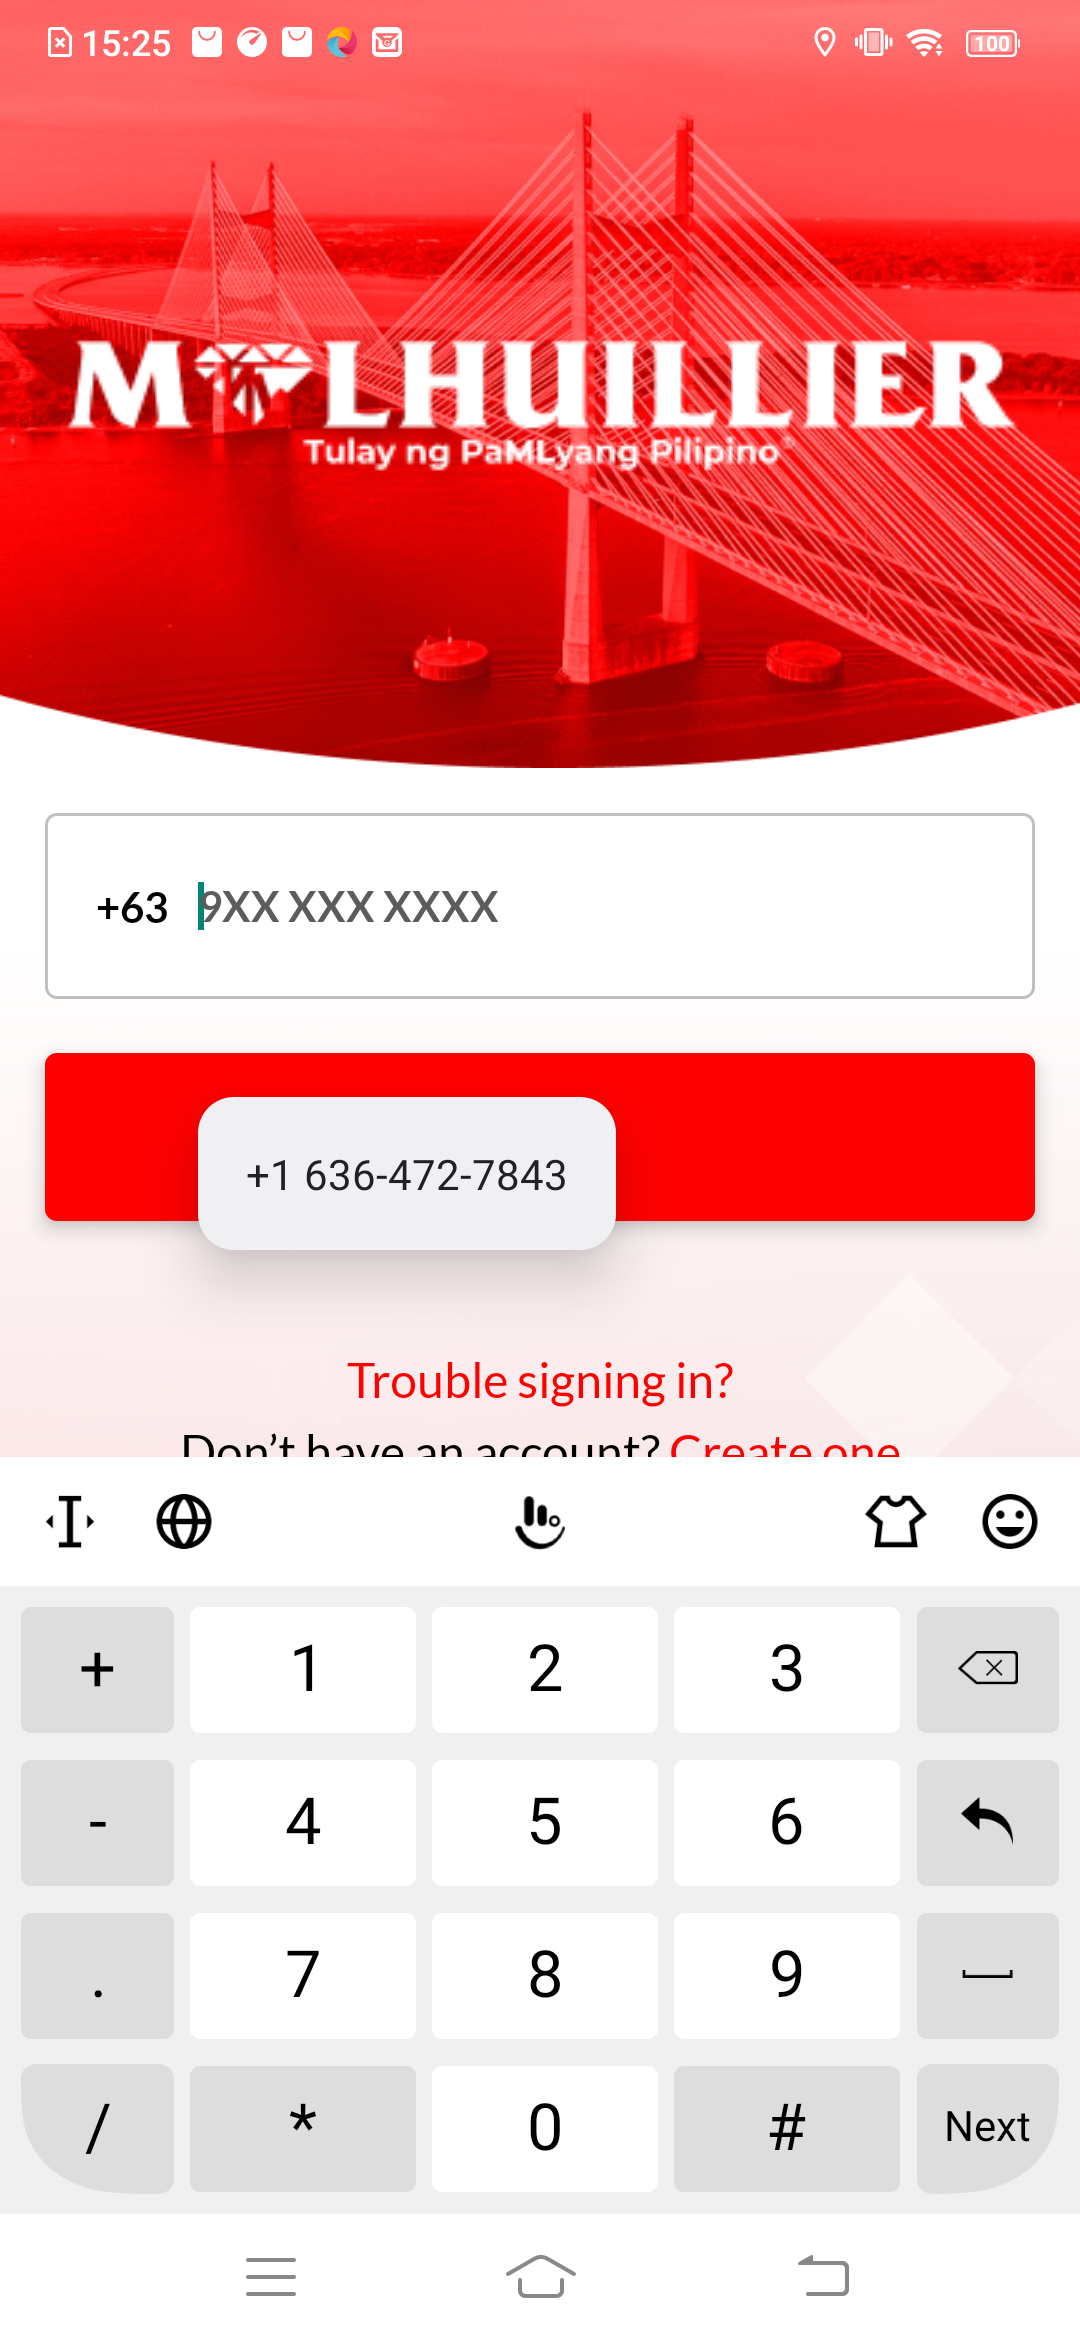 15:25
100
M LHUILLIER
Tulay ng PaMLyang Pilipino
+63 9XX XXX XXXX
+1 636-472-7843
Trouble signing in?
Don't have an account? Create one
+ 1 2 3
- 4 5 6
. 7 8 9
/ * 0 # Next